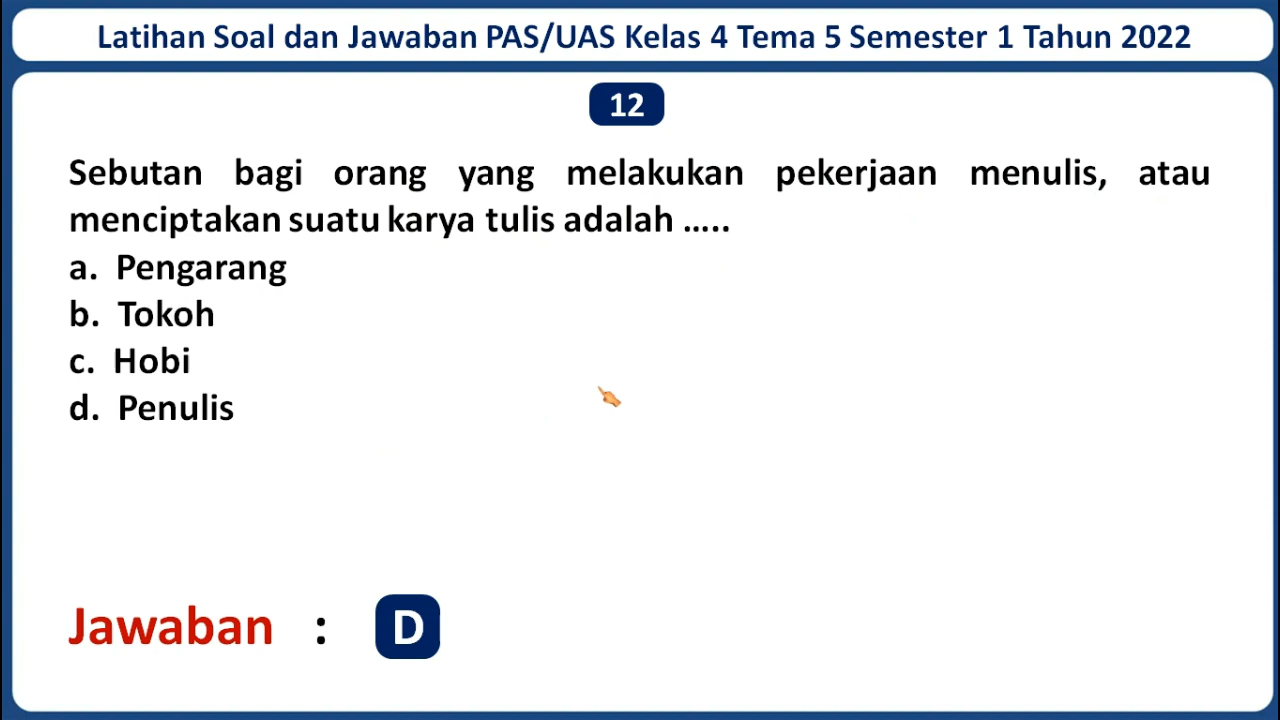 Latihan Soal dan Jawaban PAS/UAS Kelas 4 Tema 5 Semester 1 Tahun 2022
12
Sebutan bagi orang yang melakukan pekerjaan menulis, atau
menciptakan suatu karya tulis adalah .....
a. Pengarang
b. Tokoh
c. Hobi
d. Penulis
Jawaban : D